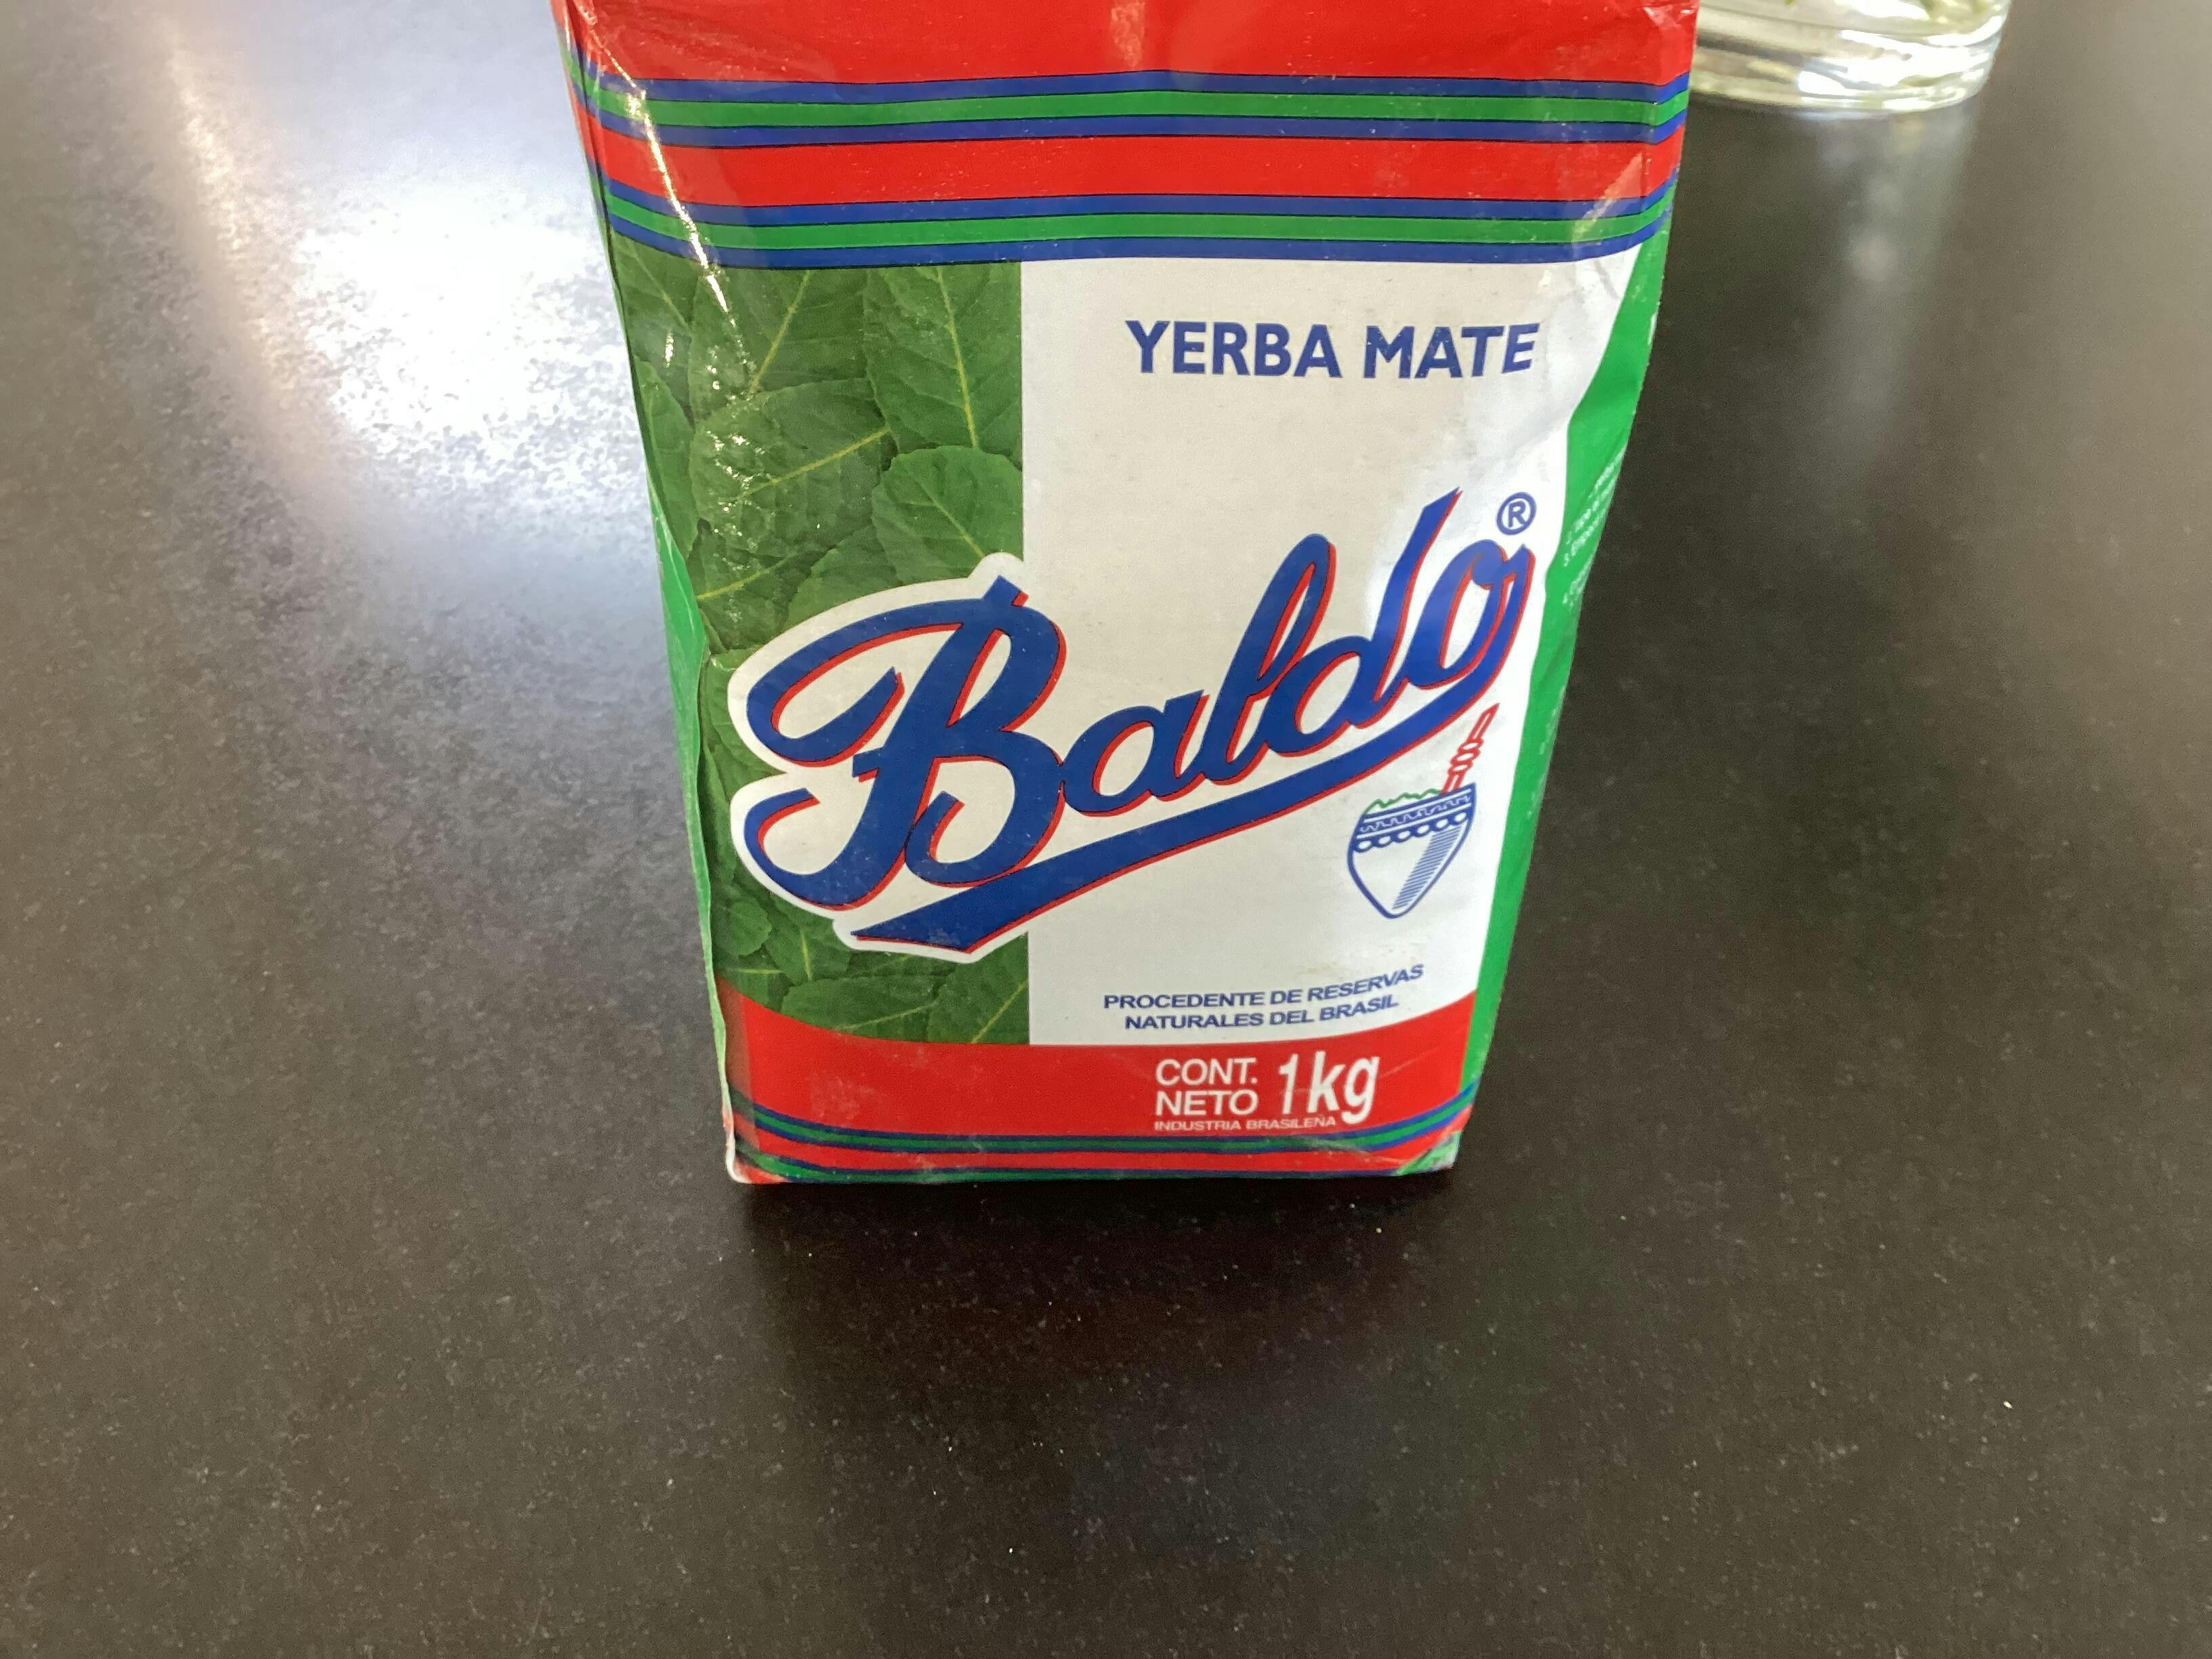 YERBA MATE
Baldo®
PROCEDENTE DE RESERVAS
NATURALES DEL BRASIL
CONT.
NETO 1kg
INDUSTRIA BRASILEÑA